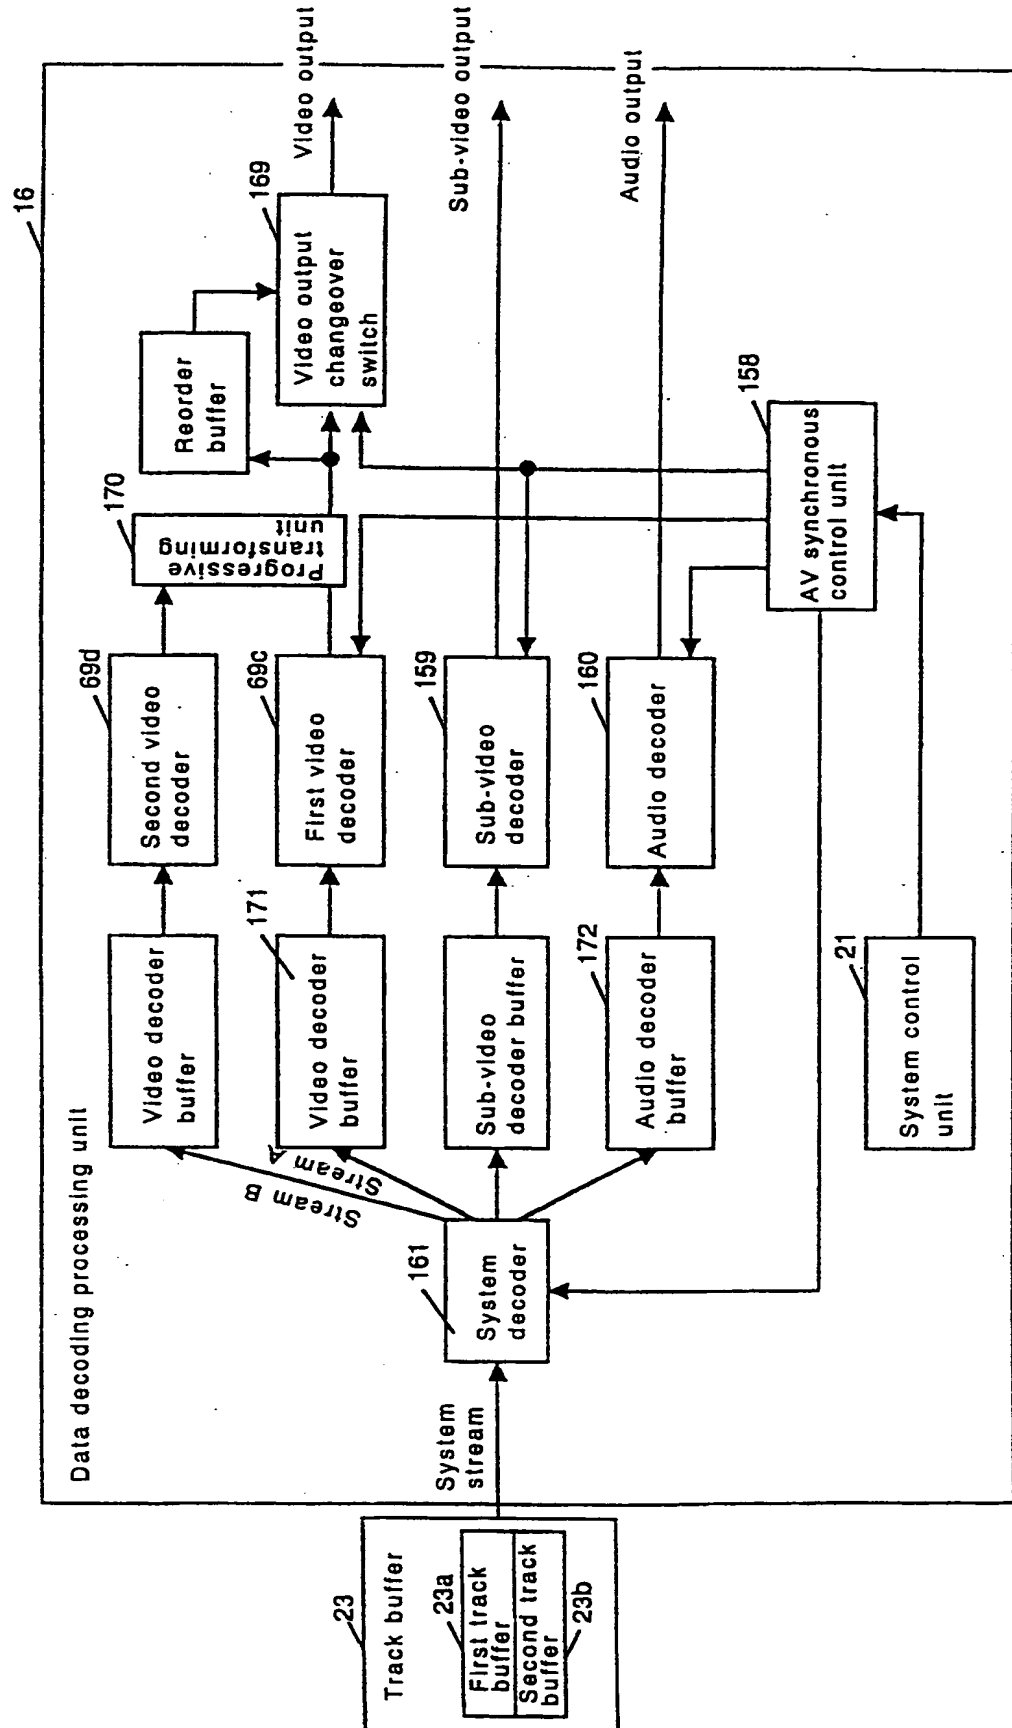 16
Data decoding processing unit
23
Track buffer
23a
First track
buffer
Second track
buffer
23b
System
stream
161
System
decoder
Stream B
Stream A
Video decoder
buffer
171
Video decoder
buffer
Sub-video
decoder buffer
172
Audio decoder
buffer
21
System control
unit
69d
Second video
decoder
69c
First video
decoder
159
Sub-video
decoder
160
Audio decoder
170
Progressive
transforming
unit
Reorder
buffer
169
Video output
changeover
switch
158
AV synchronous
control unit
Video output
Sub-video output
Audio output